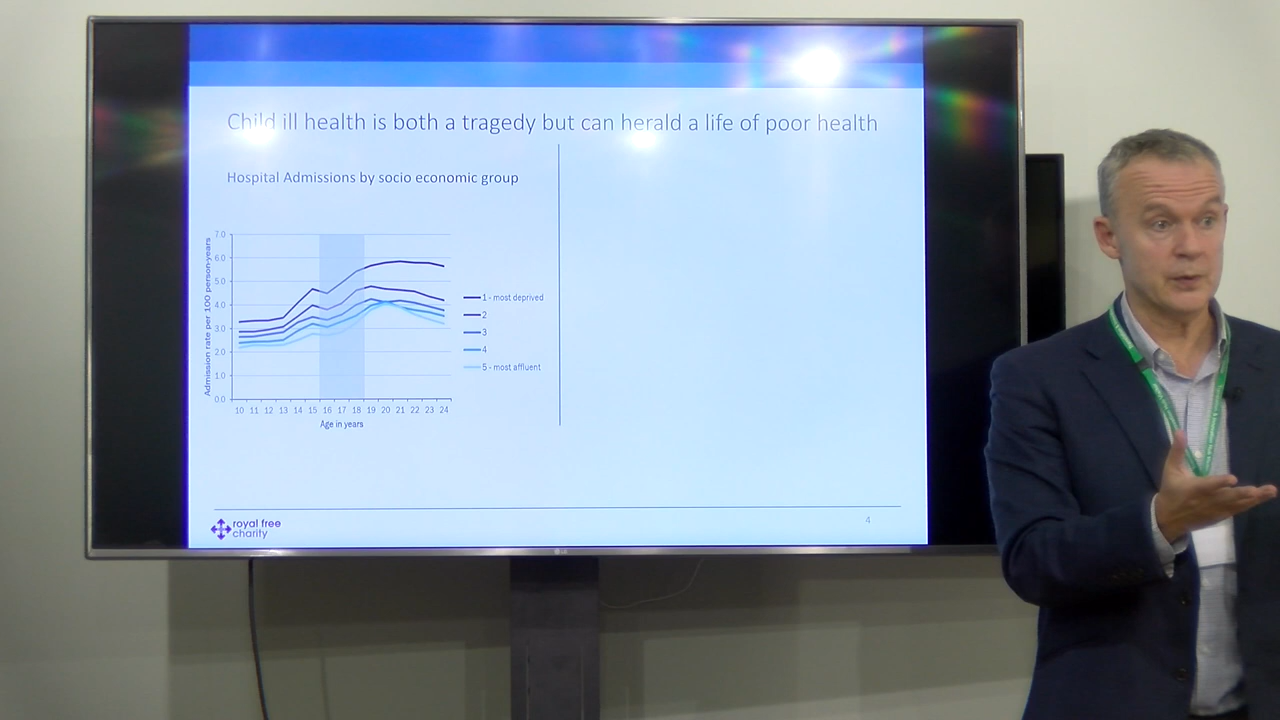 Child ill health is both a tragedy but can herald a life of poor health
Hospital Admissions by socio economic group
Admission rate per 100 person-years
7.0
6.0
5.0
4.0
3.0
2.0
1.0
0.0
10 11 12 13 14 15 16 17 18 19 20 21 22 23 24
Age in years
1 - most deprived
2
3
4
5 - most affluent
royal free
charity
4
LG